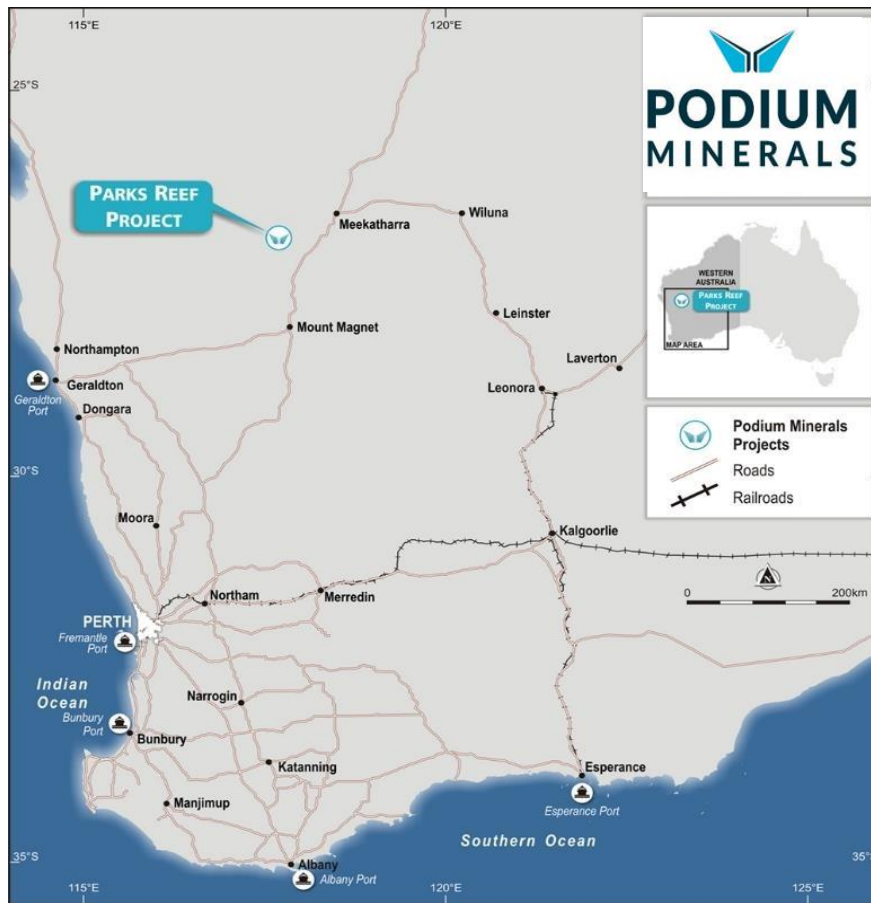 115°E
120°E
25°S
PODIUM
MINERALS
PARKS REEF
PROJECT
Meekatharra
Wiluna
WESTERN
AUSTRALIA
PARKS REEF
PROJECT
MAP AREA
Mount Magnet
Leinster
Northampton
Laverton
Geraldton
Leonora
Geraldton
Port
Dongara
Podium Minerals
Projects
Roads
Railroads
30°S
30°S
Moora
Kalgoorlie
N
Northam
Merredin
0
200km
PERTH
Fremantle
Port
Indian
Ocean
Narrogin
Bunbury
Port
Bunbury
Katanning
Esperance
Manjimup
Esperance Port
Southern Ocean
35°S
35°
Albany
Albany Port
115°E
120°E
125°E